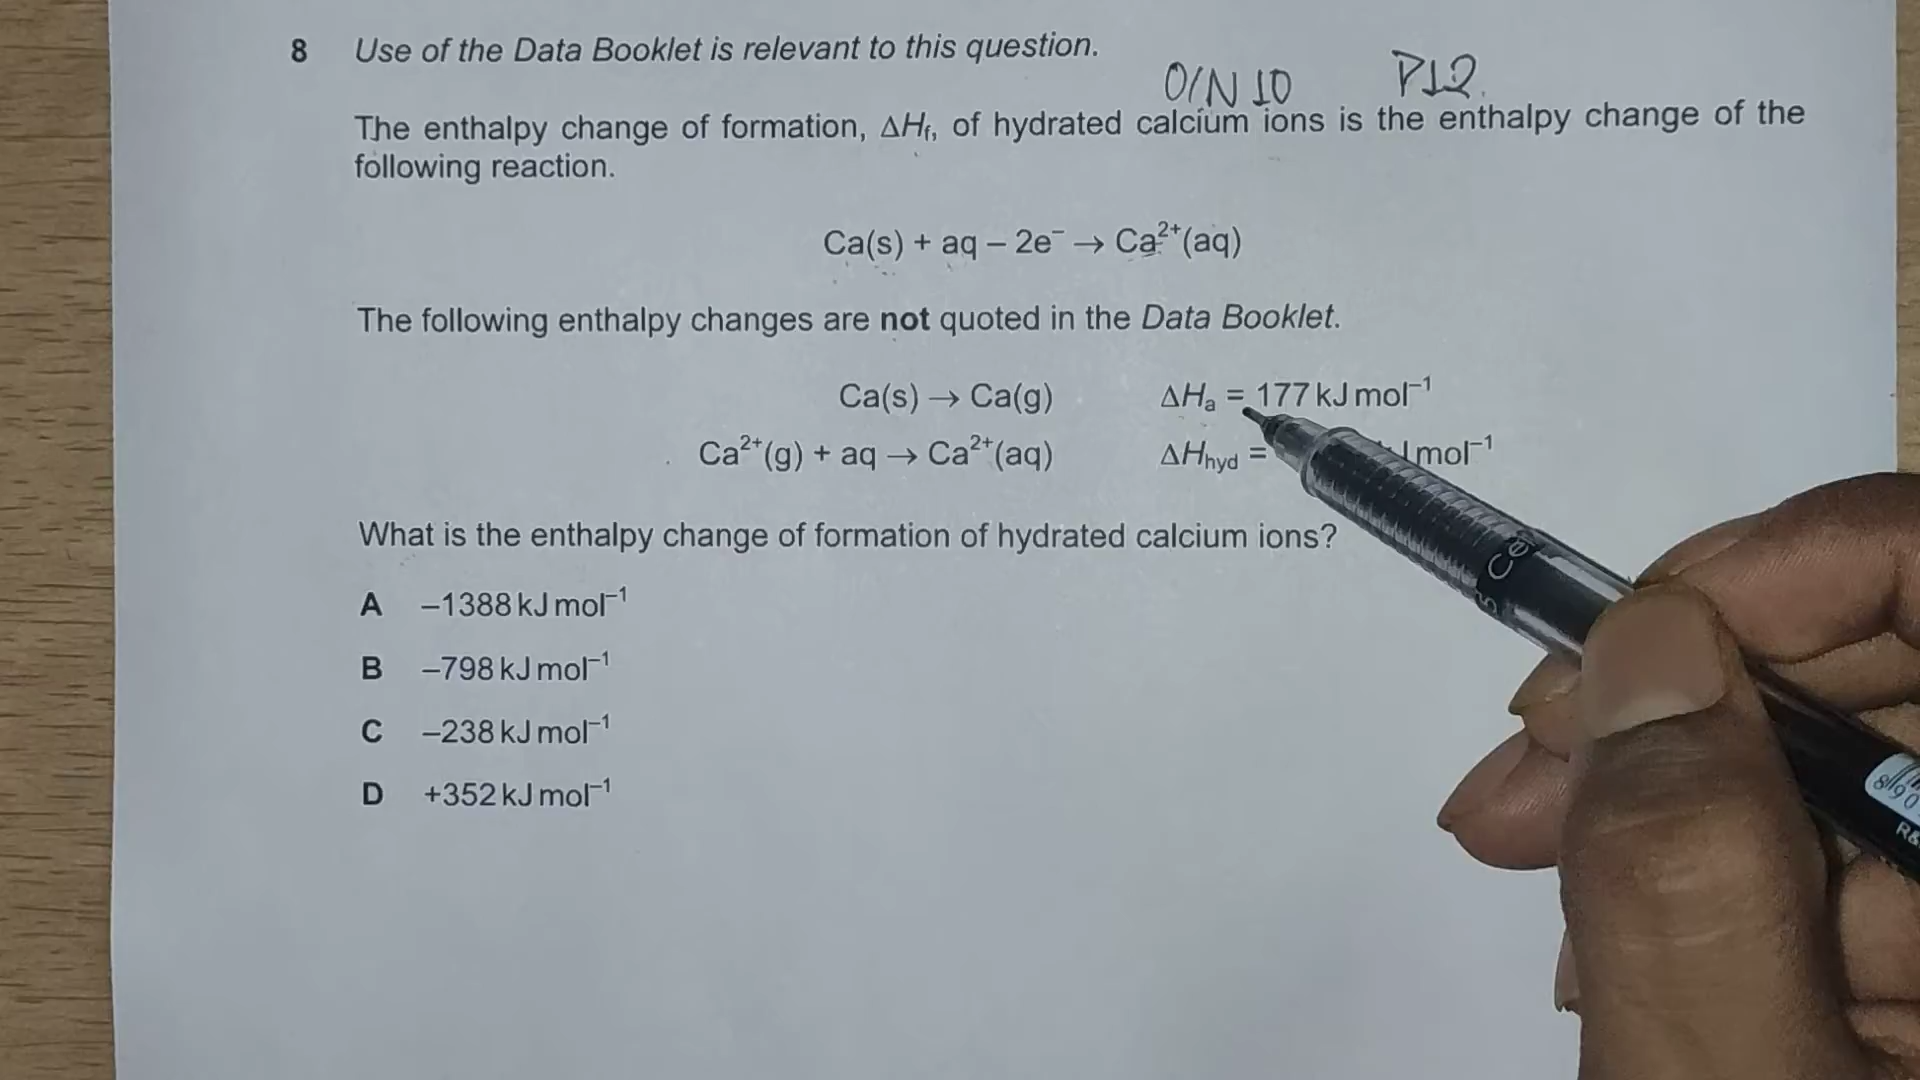 8 Use of the Data Booklet is relevant to this question.
O/N 10 P12
The enthalpy change of formation, ΔHf, of hydrated calcium ions is the enthalpy change of the
following reaction.
Ca(s) + aq – 2e⁻ → Ca²⁺(aq)
The following enthalpy changes are not quoted in the Data Booklet.
Ca(s) → Ca(g) ΔHa = 177 kJ mol⁻¹
Ca²⁺(g) + aq → Ca²⁺(aq) ΔHhyd = mol⁻¹
What is the enthalpy change of formation of hydrated calcium ions?
A –1388 kJ mol⁻¹
B –798 kJ mol⁻¹
C –238 kJ mol⁻¹
D +352 kJ mol⁻¹